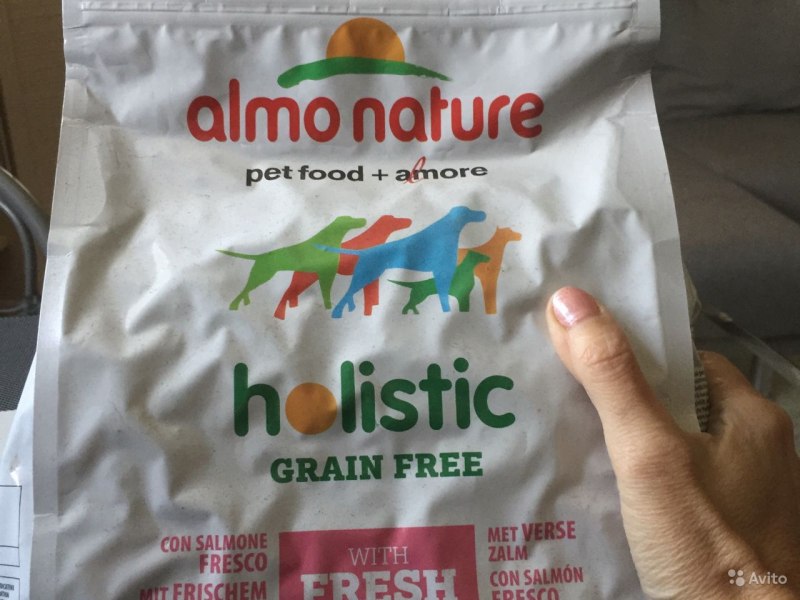 almo nature
pet food + almore
holistic
GRAIN FREE
CON SALMONE
FRESCO
MIT FRISCHEM
WITH
FRESH
MET VERSE
ZALM
CON SALMÓN
FRESCO
Avito